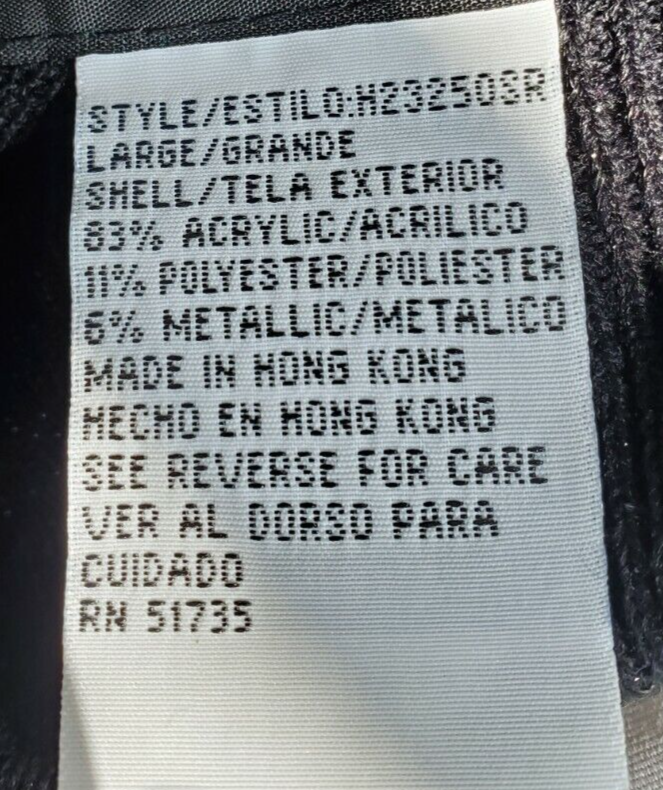 STYLE/ESTILO:H232503R
LARGE/GRANDE
SHELL/TELA EXTERIOR
83% ACRYLIC/ACRILICO
11% POLYESTER/POLIESTER
6% METALLIC/METALICO
MADE IN HONG KONG
HECHO EN HONG KONG
SEE REVERSE FOR CARE
VER AL DORSO PARA
CUIDADO
RN 51735